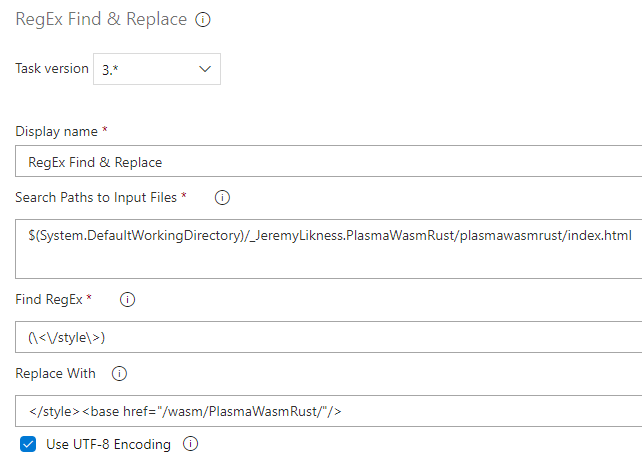 RegEx Find & Replace
Task version 3.*
Display name *
RegEx Find & Replace
Search Paths to Input Files *
$(System.DefaultWorkingDirectory)/_JeremyLikness.PlasmaWasmRust/plasmawasmrust/index.html
Find RegEx *
(\<\/style\>)
Replace With
</style><base href="/wasm/PlasmaWasmRust/"/>
Use UTF-8 Encoding